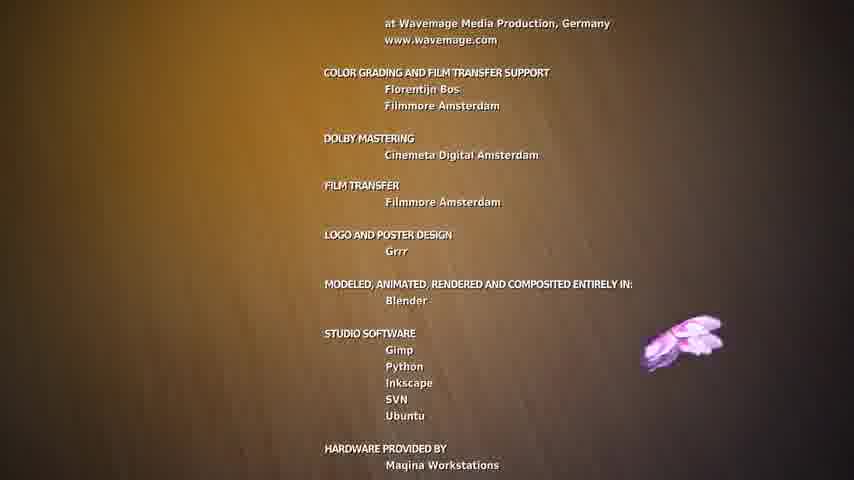 at Wavemage Media Production, Germany
www.wavemage.com
COLOR GRADING AND FILM TRANSFER SUPPORT
Florentijn Bos
Filmmore Amsterdam
DOLBY MASTERING
Cinemeta Digital Amsterdam
FILM TRANSFER
Filmmore Amsterdam
LOGO AND POSTER DESIGN
Grrr
MODELED, ANIMATED, RENDERED AND COMPOSITED ENTIRELY IN:
Blender
STUDIO SOFTWARE
Gimp
Python
Inkscape
SVN
Ubuntu
HARDWARE PROVIDED BY
Maqina Workstations